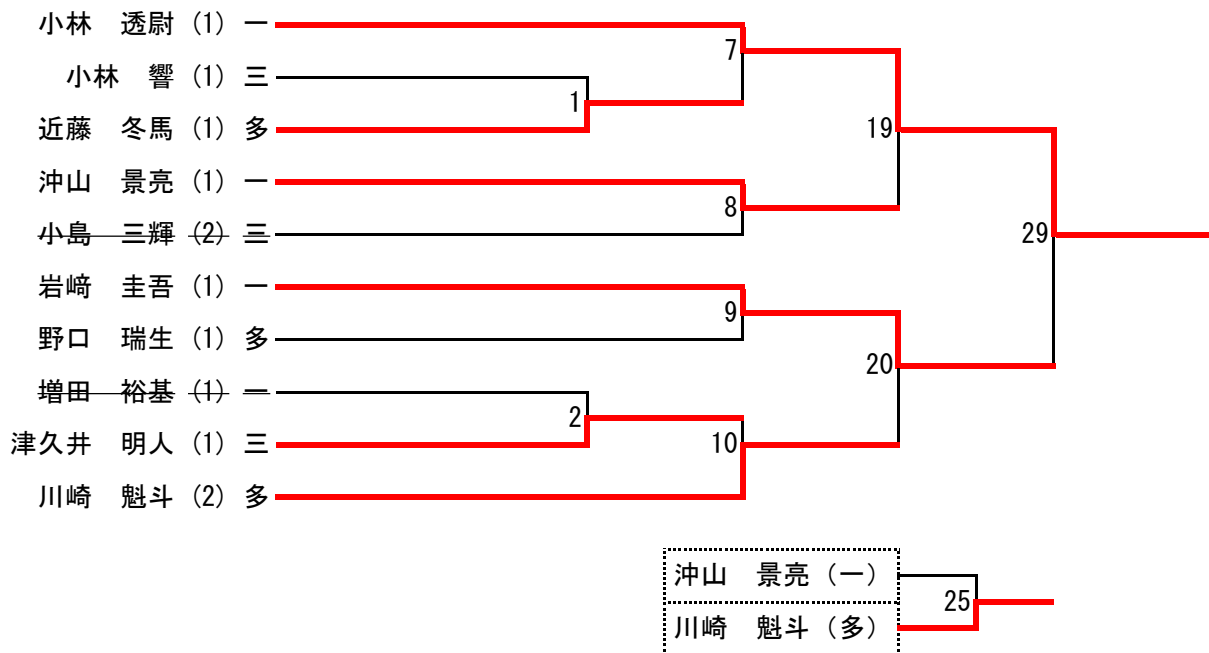 小林　透尉 (1) 一
7
小林　響 (1) 三
1
近藤　冬馬 (1) 多
19
沖山　景亮 (1) 一
8
小島　三輝 (2) 三
29
岩﨑　圭吾 (1) 一
9
野口　瑞生 (1) 多
20
増田　裕基 (1) 一
2
津久井　明人 (1) 三
10
川崎　魁斗 (2) 多
沖山　景亮 (一)
25
川崎　魁斗 (多)